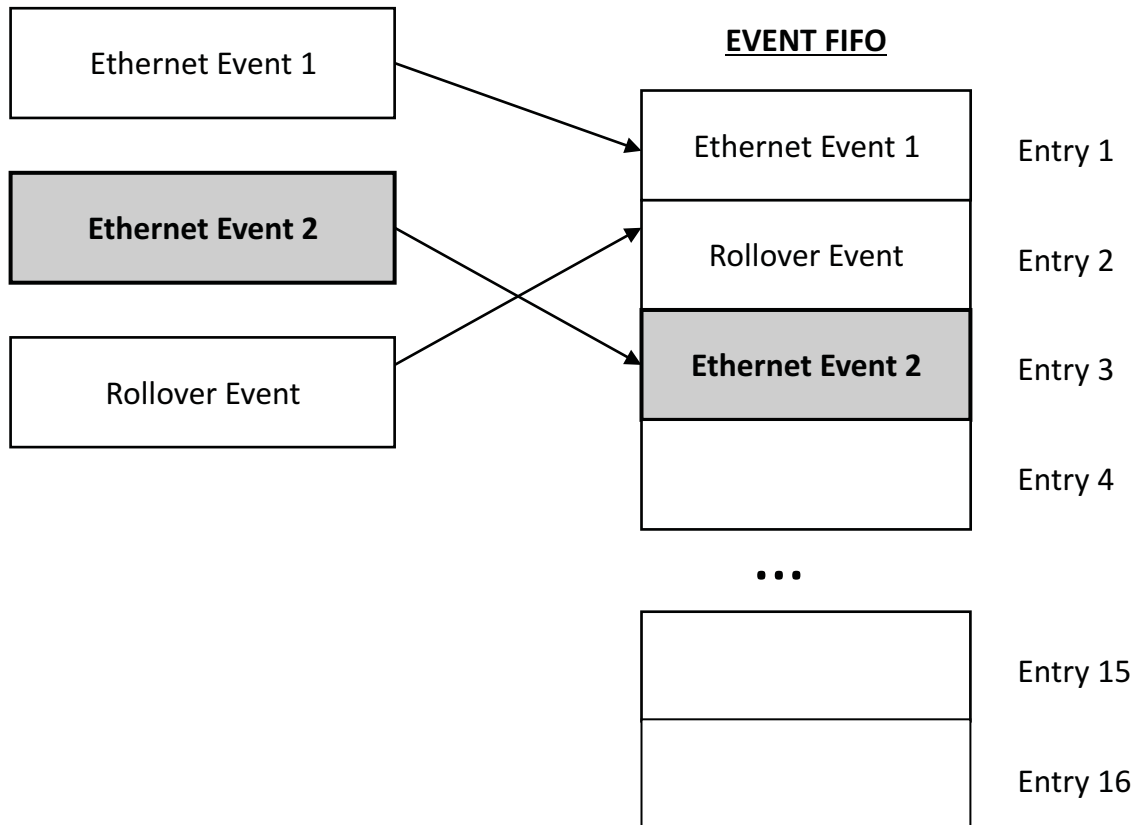 Ethernet Event 1
Ethernet Event 2
Rollover Event
EVENT FIFO
Ethernet Event 1
Entry 1
Rollover Event
Entry 2
Ethernet Event 2
Entry 3
Entry 4
...
Entry 15
Entry 16